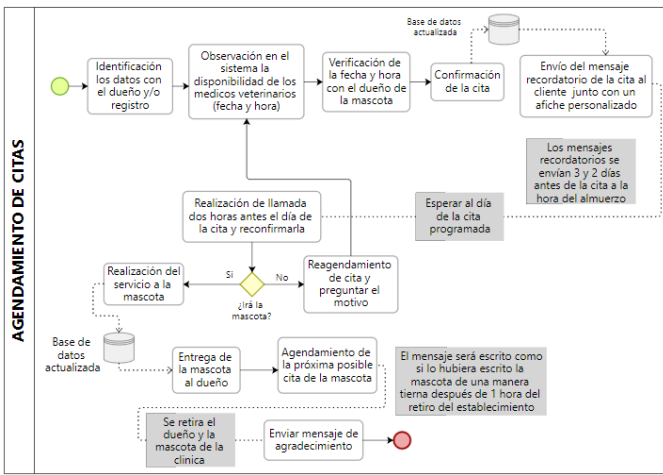 AGENDAMIENTO DE CITAS
Identificación
los datos con
el dueño y/o
registro
Observación en el
sistema la
disponibilidad de los
medicos veterinarios
(fecha y hora)
Verificación de
la fecha y hora
con el dueño de
la mascota
Confirmación
de la cita
Base de datos
actualizada
Envío del mensaje
recordatorio de la cita al
cliente junto con un
afiche personalizado
Los mensajes
recordatorios se
envían 3 y 2 días
antes de la cita a la
hora del almuerzo
Esperar al día
de la cita
programada
Realización de llamada
dos horas antes el día de
la cita y reconfirmarla
¿Irá la
mascota?
Si
No
Reagendamiento
de cita y
preguntar el
motivo
Realización del
servicio a la
mascota
Base de
datos
actualizada
Entrega de
la mascota
al dueño
Agendamiento de
la próxima posible
cita de la mascota
El mensaje será escrito como
si lo hubiera escrito la
mascota de una manera
tierna después de 1 hora del
retiro del establecimiento
Se retira el
dueño y la
mascota de la
clinica
Enviar mensaje de
agradecimiento